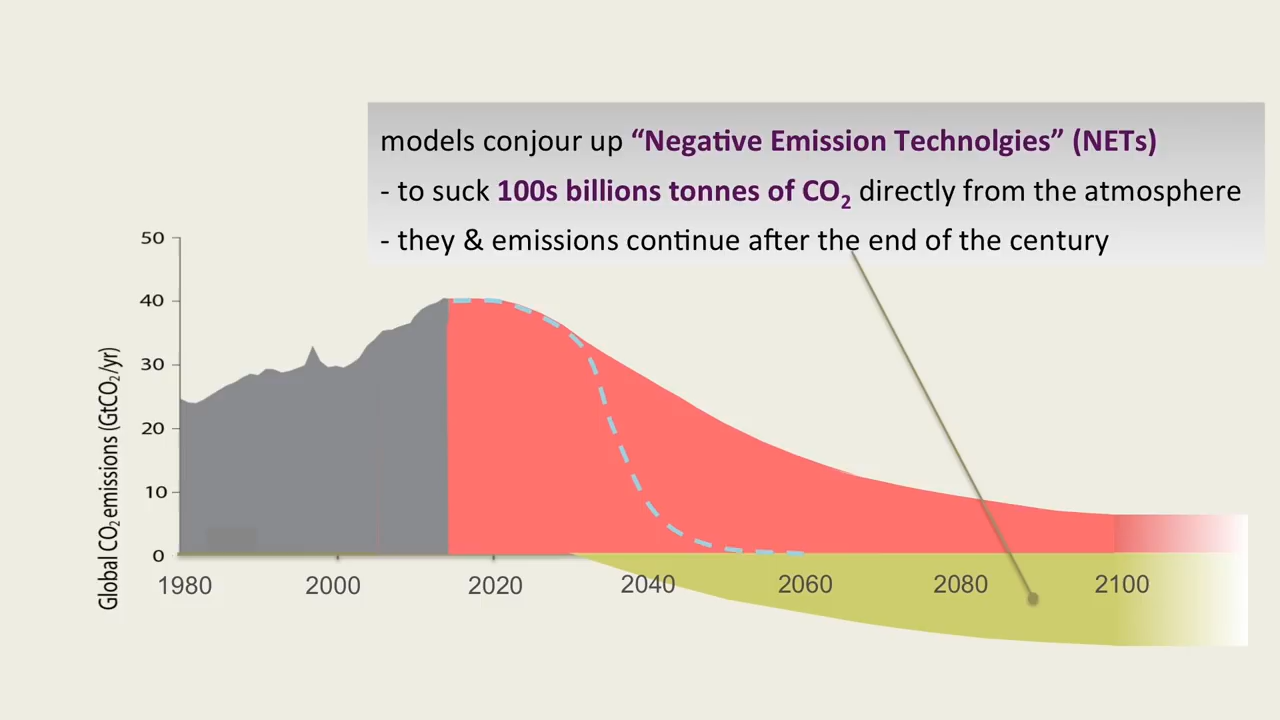 models conjour up “Negative Emission Technolgies” (NETs)
- to suck 100s billions tonnes of CO₂ directly from the atmosphere
- they & emissions continue after the end of the century
50
40
30
20
10
0
Global CO₂ emissions (GtCO₂/yr)
1980 2000 2020 2040 2060 2080 2100